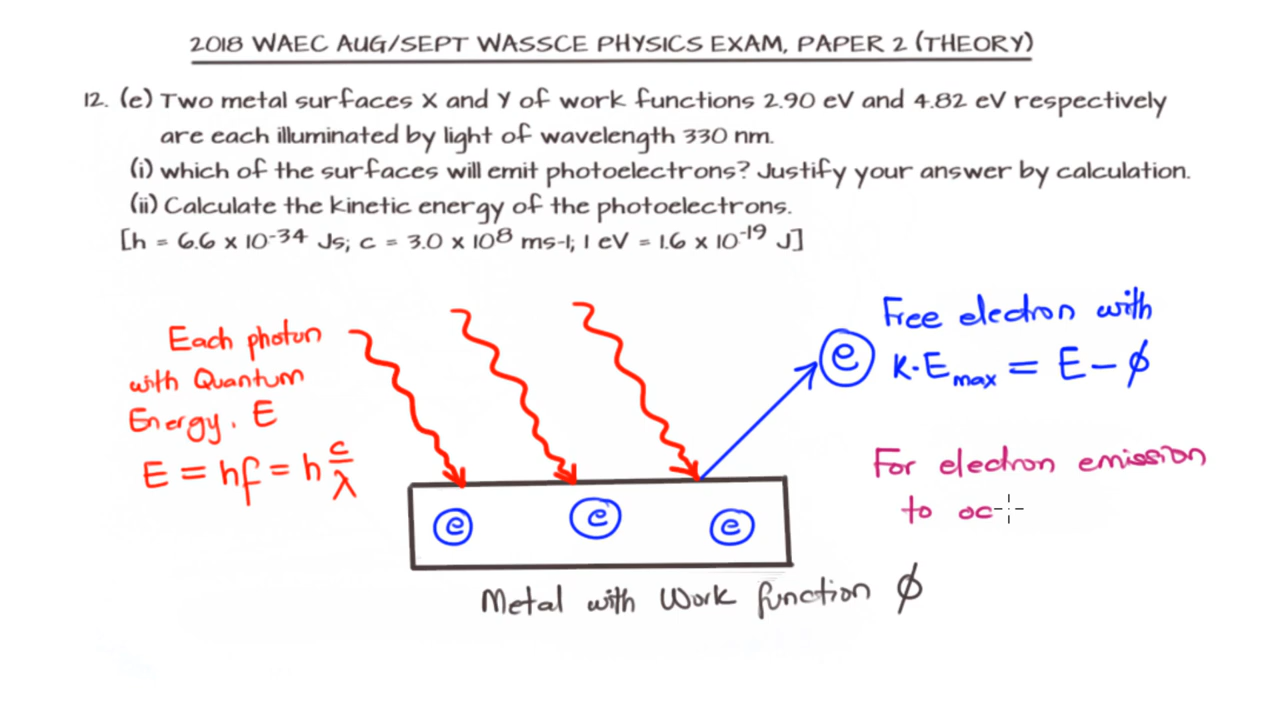 2018 WAEC AUG/SEPT WASSCE PHYSICS EXAM, PAPER 2 (THEORY)
12. (e) Two metal surfaces X and Y of work functions 2.90 eV and 4.82 eV respectively
are each illuminated by light of wavelength 330 nm.
(i) which of the surfaces will emit photoelectrons? Justify your answer by calculation.
(ii) Calculate the kinetic energy of the photoelectrons.
[h = 6.6 x 10⁻³⁴ Js; c = 3.0 x 10⁸ ms-1; 1 eV = 1.6 x 10⁻¹⁹ J]
Each photon
with Quantum
Energy, E
E = hf = h c/λ
Free electron with
K·Emax = E − ϕ
e
For electron emission
to oc
e e e
Metal with Work function ϕ